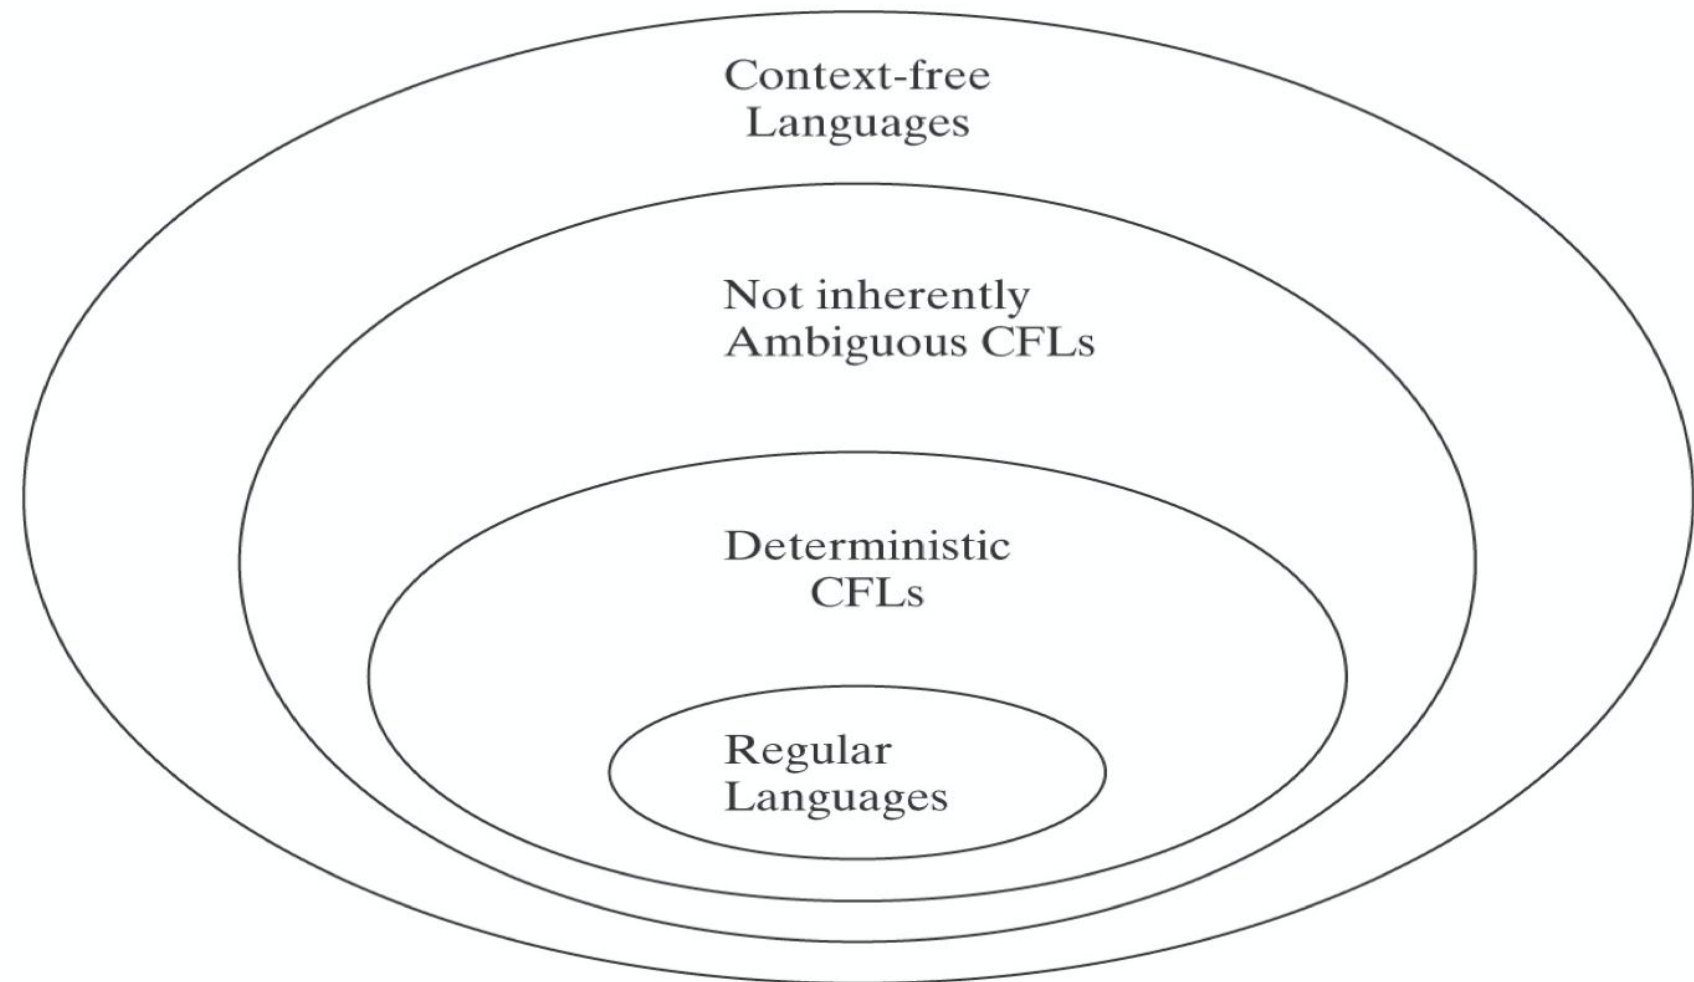 Context-free
Languages
Not inherently
Ambiguous CFLs
Deterministic
CFLs
Regular
Languages